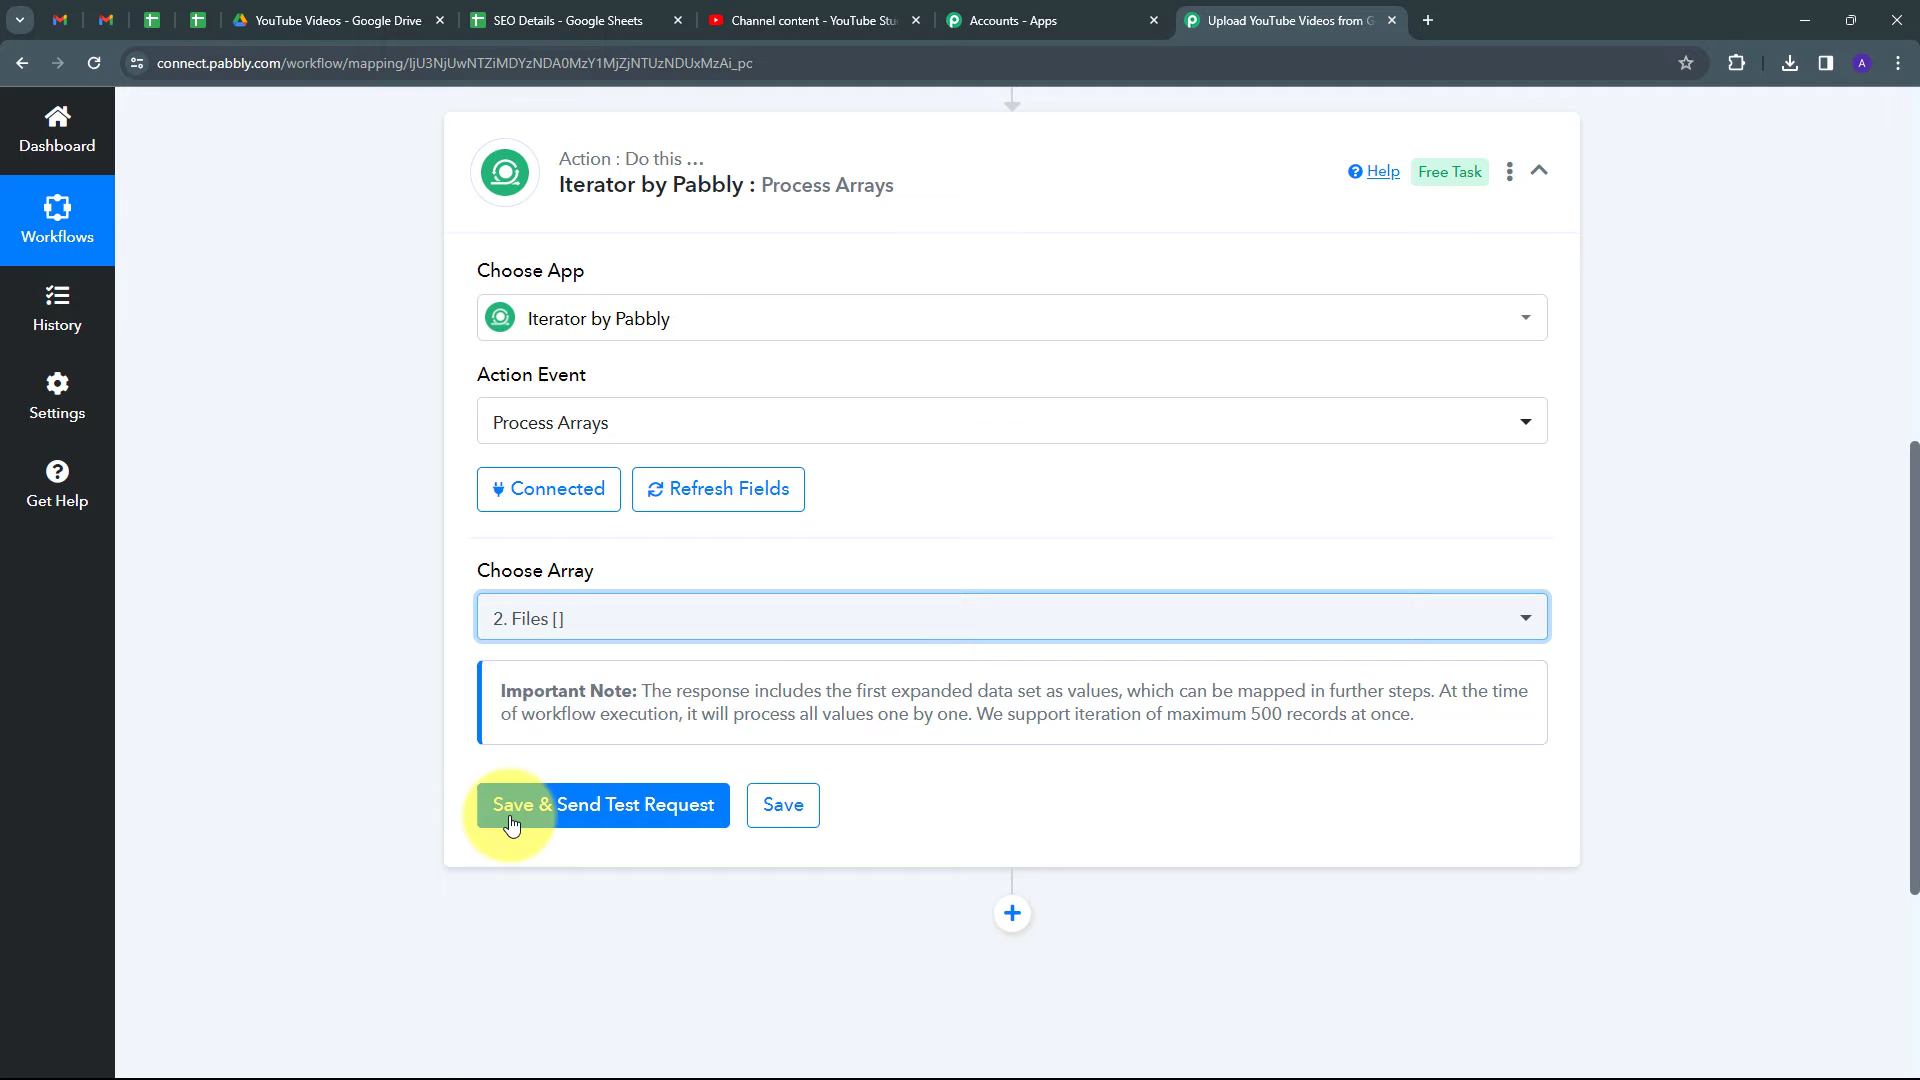 YouTube Videos - Google Drive
SEO Details - Google Sheets
Channel content - YouTube Stu
Accounts - Apps
Upload YouTube Videos from G
connect.pabbly.com/workflow/mapping/IjU3NjUwNTZiMDYzNDA0MzY1MjZjNTUzNDUxMzAi_pc
A
Dashboard
Workflows
History
Settings
Get Help
Action : Do this ...
Iterator by Pabbly : Process Arrays
Help
Free Task
Choose App
Iterator by Pabbly
Action Event
Process Arrays
Connected
Refresh Fields
Choose Array
2. Files []
Important Note: The response includes the first expanded data set as values, which can be mapped in further steps. At the time
of workflow execution, it will process all values one by one. We support iteration of maximum 500 records at once.
Save & Send Test Request
Save